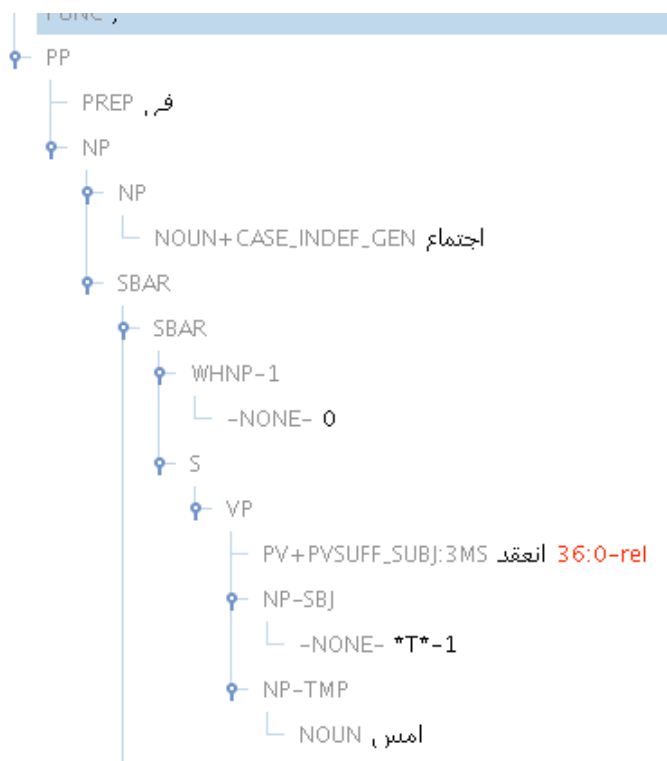 FUNC ,
PP
PREP في
NP
NP
NOUN+CASE_INDEF_GEN اجتماع
SBAR
SBAR
WHNP-1
-NONE- 0
S
VP
PV+PVSUFF_SUBJ:3MS انعقد 36:0-rel
NP-SBJ
-NONE- *T*-1
NP-TMP
NOUN امس